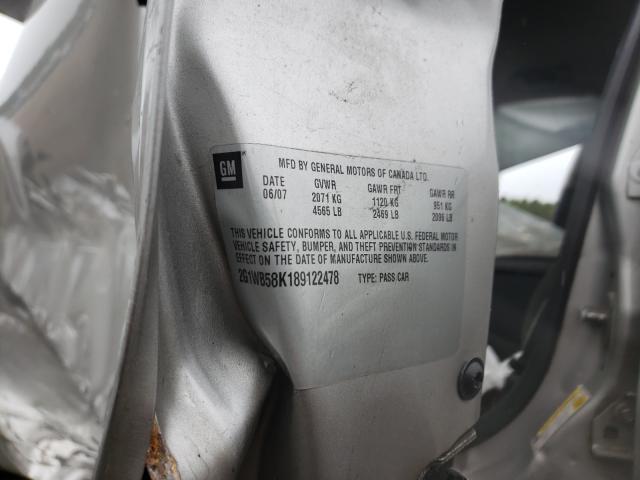 GM
MFD BY GENERAL MOTORS OF CANADA LTD.
DATE GVWR GAWR FRT GAWR RR
06/07 2071 KG 1120 KG 951 KG
4565 LB 2469 LB 2096 LB
THIS VEHICLE CONFORMS TO ALL APPLICABLE U.S. FEDERAL MOTOR
VEHICLE SAFETY, BUMPER, AND THEFT PREVENTION STANDARDS IN
EFFECT ON THE DATE OF MANUFACTURE SHOWN ABOVE.
2G1WB58K189122478 TYPE: PASS CAR